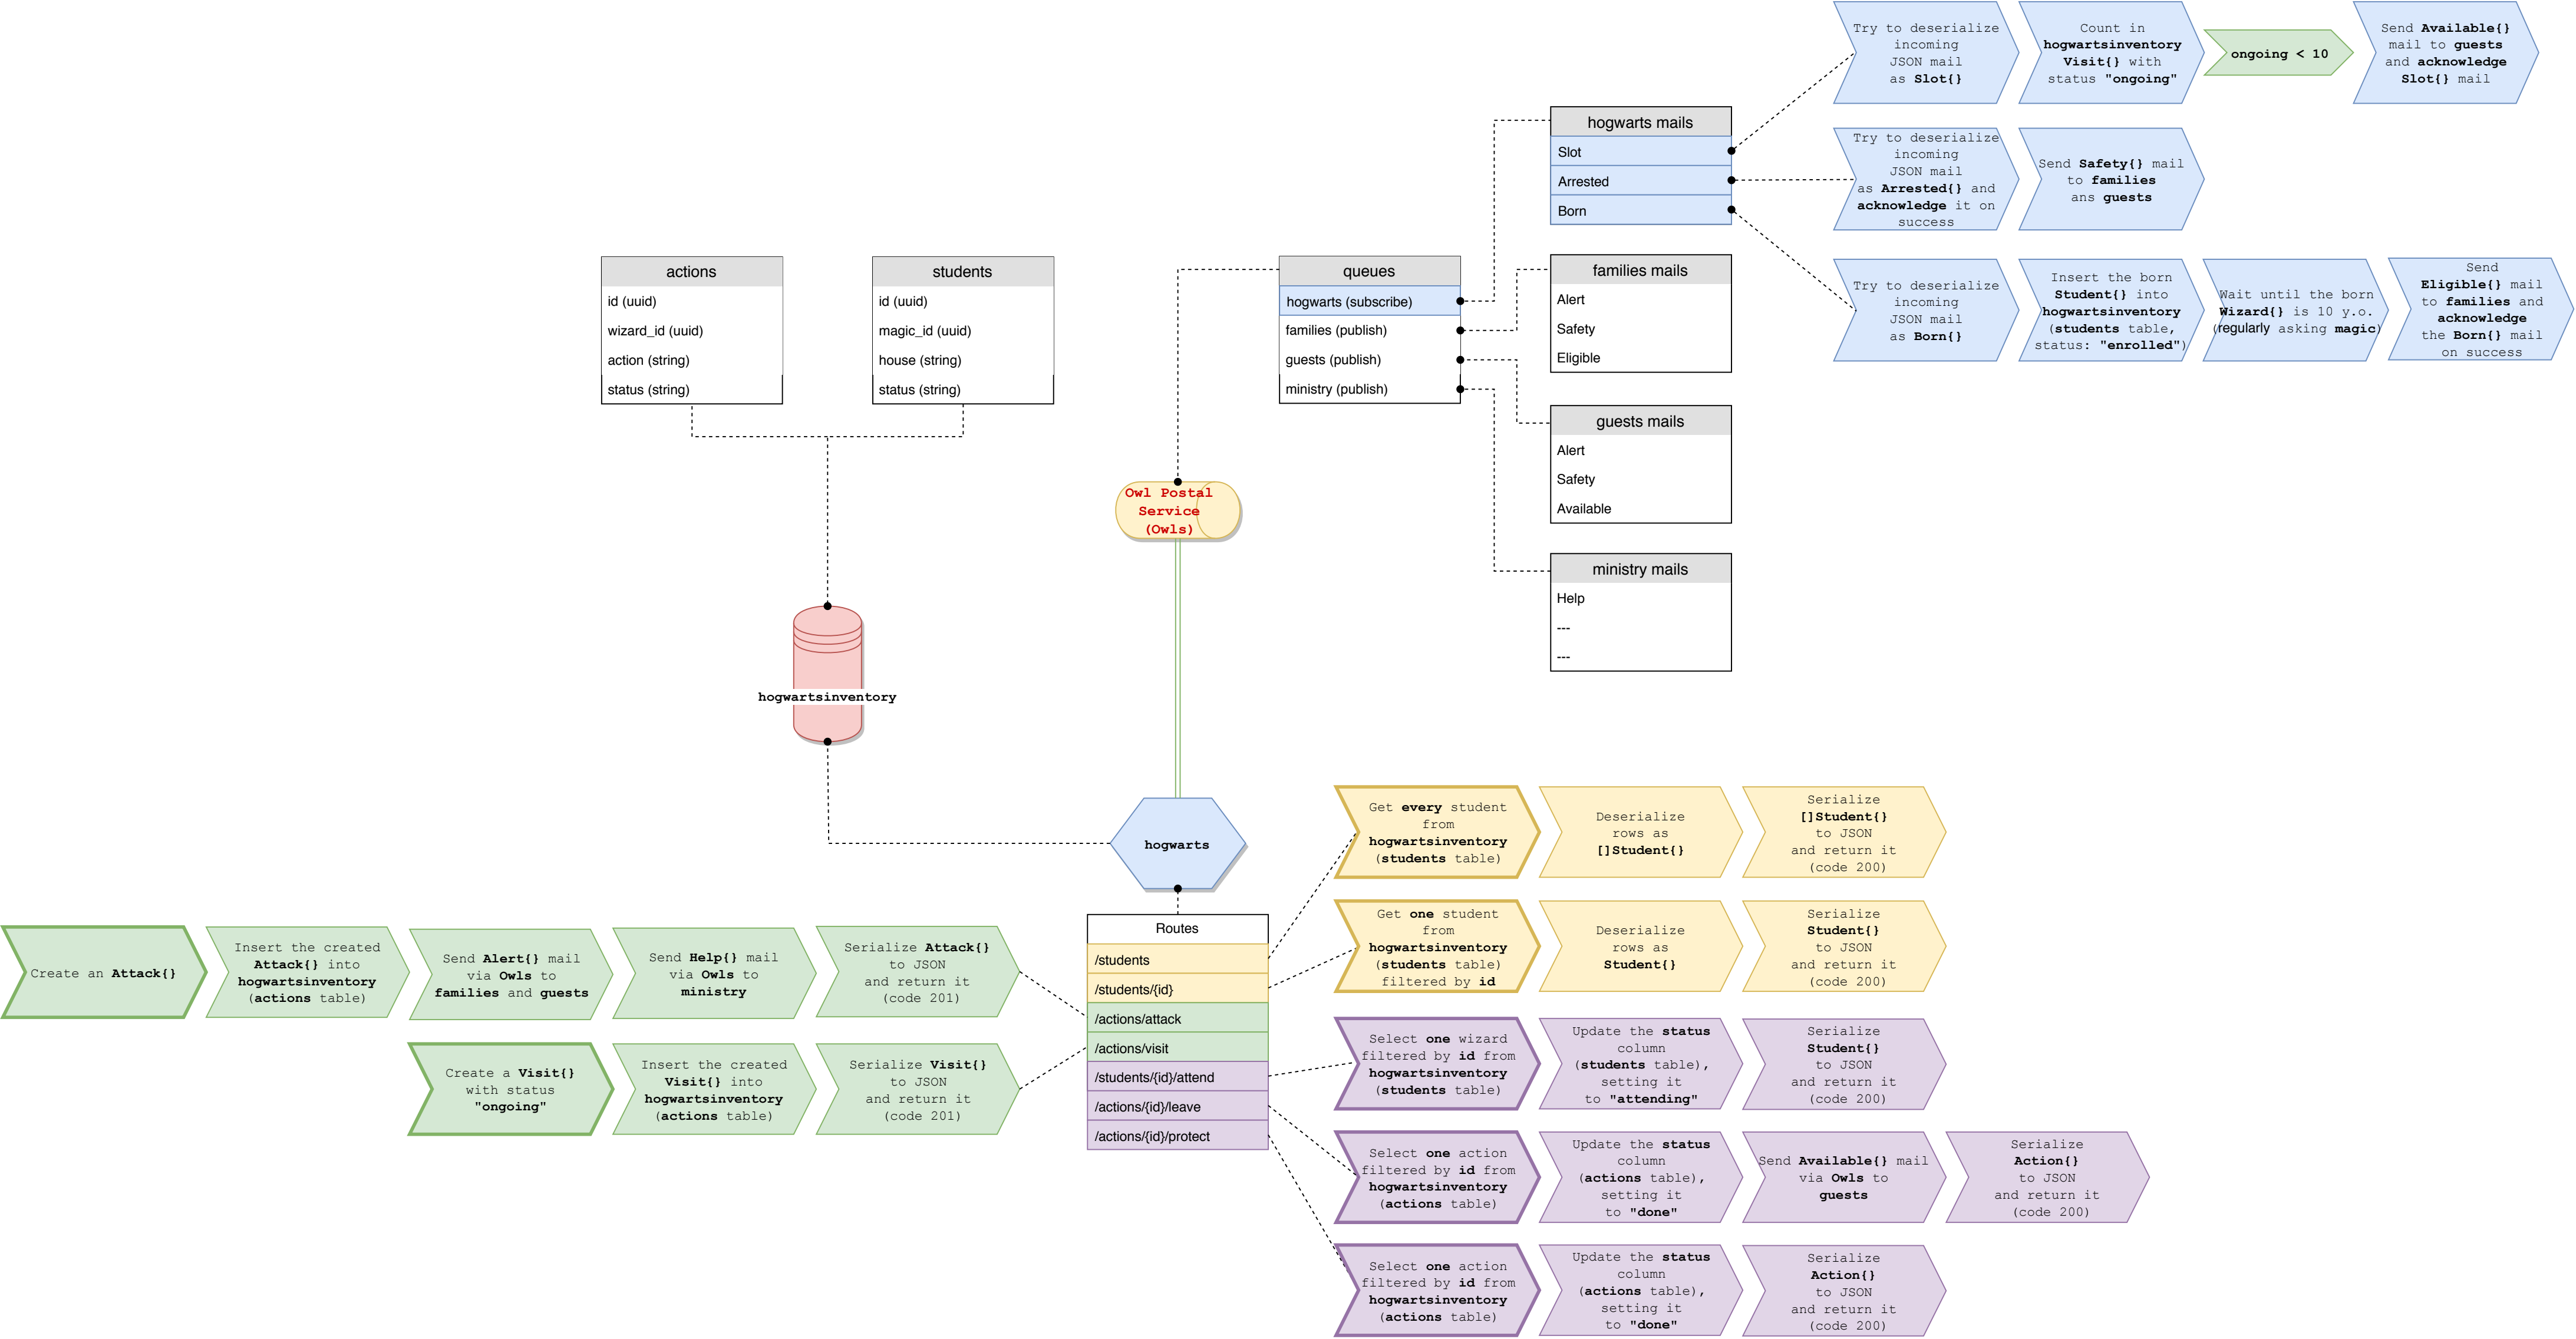 Try to deserialize
incoming
JSON mail
as Slot{}
Count in
hogwartsinventory
Visit{} with
status "ongoing"
ongoing < 10
Send Available{}
mail to guests
and acknowledge
Slot{} mail
hogwarts mails
Slot
Arrested
Born
Try to deserialize
incoming
JSON mail
as Arrested{} and
acknowledge it on
success
Send Safety{} mail
to families
ans guests
Try to deserialize
incoming
JSON mail
as Born{}
Insert the born
Student{} into
hogwartsinventory
(students table,
status: "enrolled")
Wait until the born
Wizard{} is 10 y.o.
(regularly asking magic)
Send
Eligible{} mail
to families and
acknowledge
the Born{} mail
on success
actions
id (uuid)
wizard_id (uuid)
action (string)
status (string)
students
id (uuid)
magic_id (uuid)
house (string)
status (string)
queues
hogwarts (subscribe)
families (publish)
guests (publish)
ministry (publish)
families mails
Alert
Safety
Eligible
guests mails
Alert
Safety
Available
ministry mails
Help
---
---
Owl Postal
Service
(Owls)
hogwartsinventory
hogwarts
Routes
/students
/students/{id}
/actions/attack
/actions/visit
/students/{id}/attend
/actions/{id}/leave
/actions/{id}/protect
Get every student
from
hogwartsinventory
(students table)
Deserialize
rows as
[]Student{}
Serialize
[]Student{}
to JSON
and return it
(code 200)
Get one student
from
hogwartsinventory
(students table)
filtered by id
Deserialize
rows as
Student{}
Serialize
Student{}
to JSON
and return it
(code 200)
Create an Attack{}
Insert the created
Attack{} into
hogwartsinventory
(actions table)
Send Alert{} mail
via Owls to
families and guests
Send Help{} mail
via Owls to
ministry
Serialize Attack{}
to JSON
and return it
(code 201)
Create a Visit{}
with status
"ongoing"
Insert the created
Visit{} into
hogwartsinventory
(actions table)
Serialize Visit{}
to JSON
and return it
(code 201)
Select one wizard
filtered by id from
hogwartsinventory
(students table)
Update the status
column
(students table),
setting it
to "attending"
Serialize
Student{}
to JSON
and return it
(code 200)
Select one action
filtered by id from
hogwartsinventory
(actions table)
Update the status
column
(actions table),
setting it
to "done"
Send Available{} mail
via Owls to
guests
Serialize
Action{}
to JSON
and return it
(code 200)
Select one action
filtered by id from
hogwartsinventory
(actions table)
Update the status
column
(actions table),
setting it
to "done"
Serialize
Action{}
to JSON
and return it
(code 200)